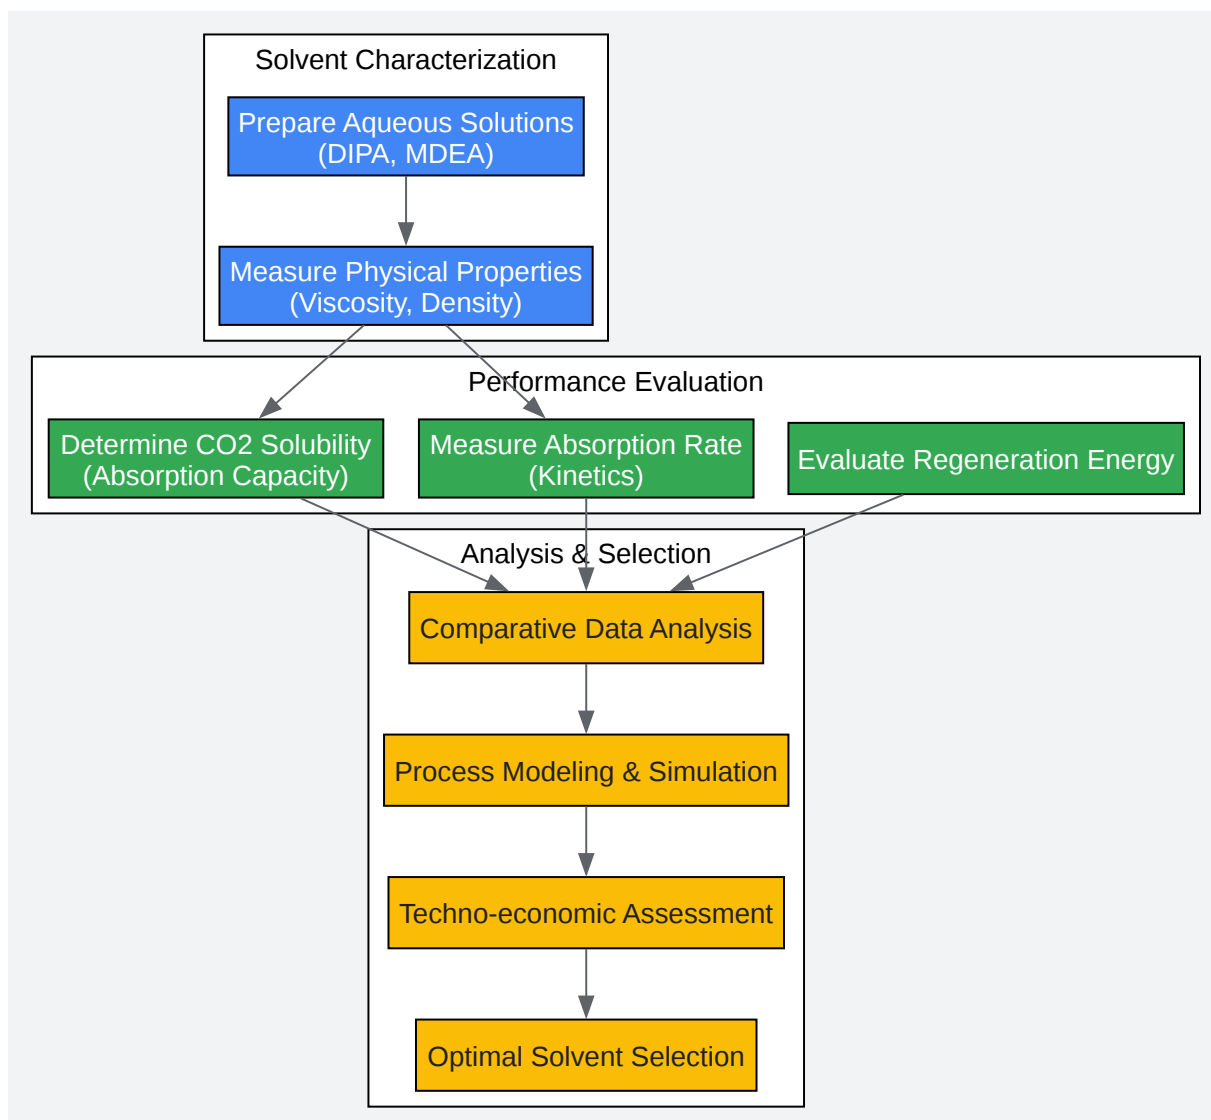 Solvent Characterization
Prepare Aqueous Solutions
(DIPA, MDEA)
Measure Physical Properties
(Viscosity, Density)
Performance Evaluation
Determine CO2 Solubility
(Absorption Capacity)
Measure Absorption Rate
(Kinetics)
Evaluate Regeneration Energy
Analysis & Selection
Comparative Data Analysis
Process Modeling & Simulation
Techno-economic Assessment
Optimal Solvent Selection